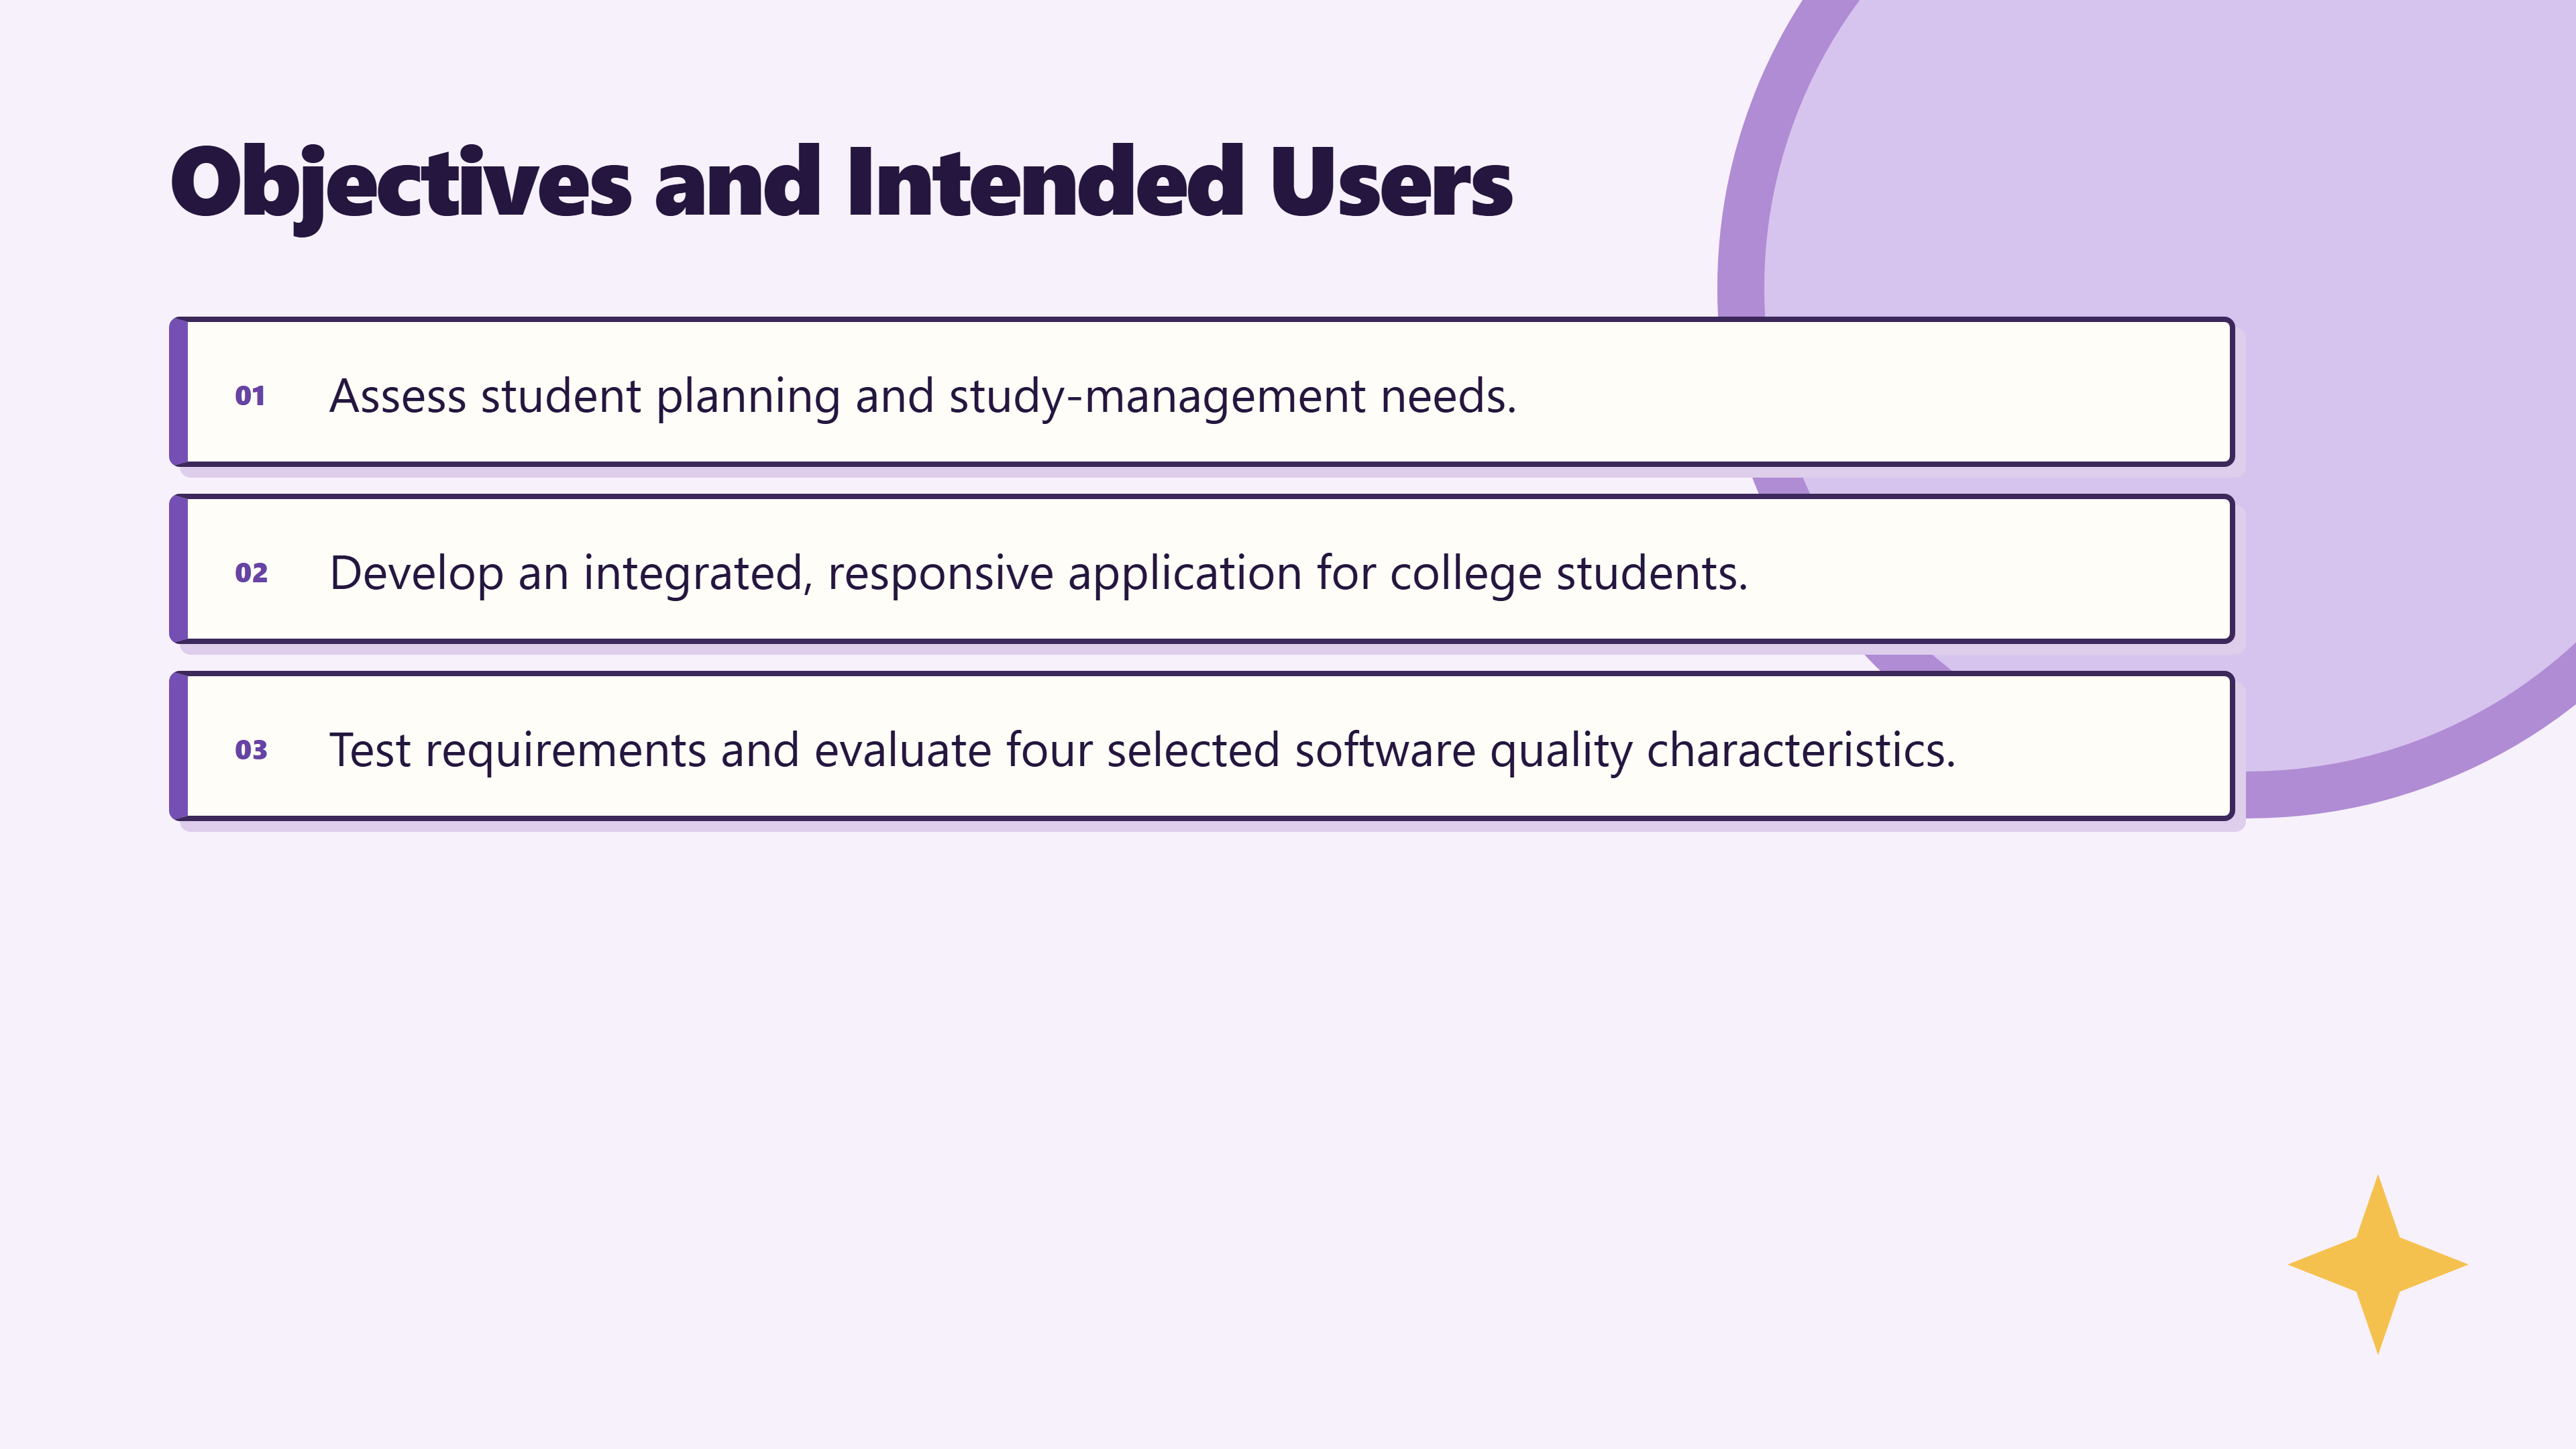 Objectives and Intended Users
01 Assess student planning and study-management needs.
02 Develop an integrated, responsive application for college students.
03 Test requirements and evaluate four selected software quality characteristics.